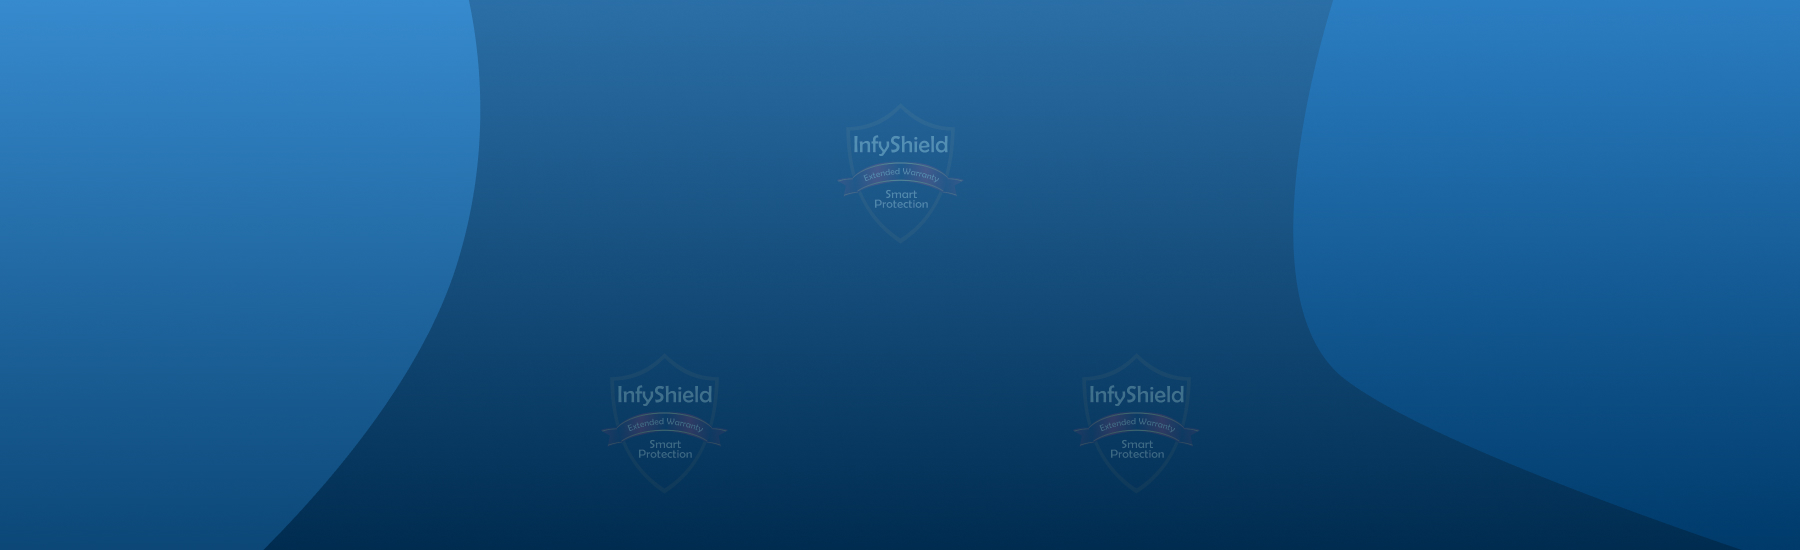 InfyShield
Extended Warranty
Smart
Protection
InfyShield
Extended Warranty
Smart
Protection
InfyShield
Extended Warranty
Smart
Protection